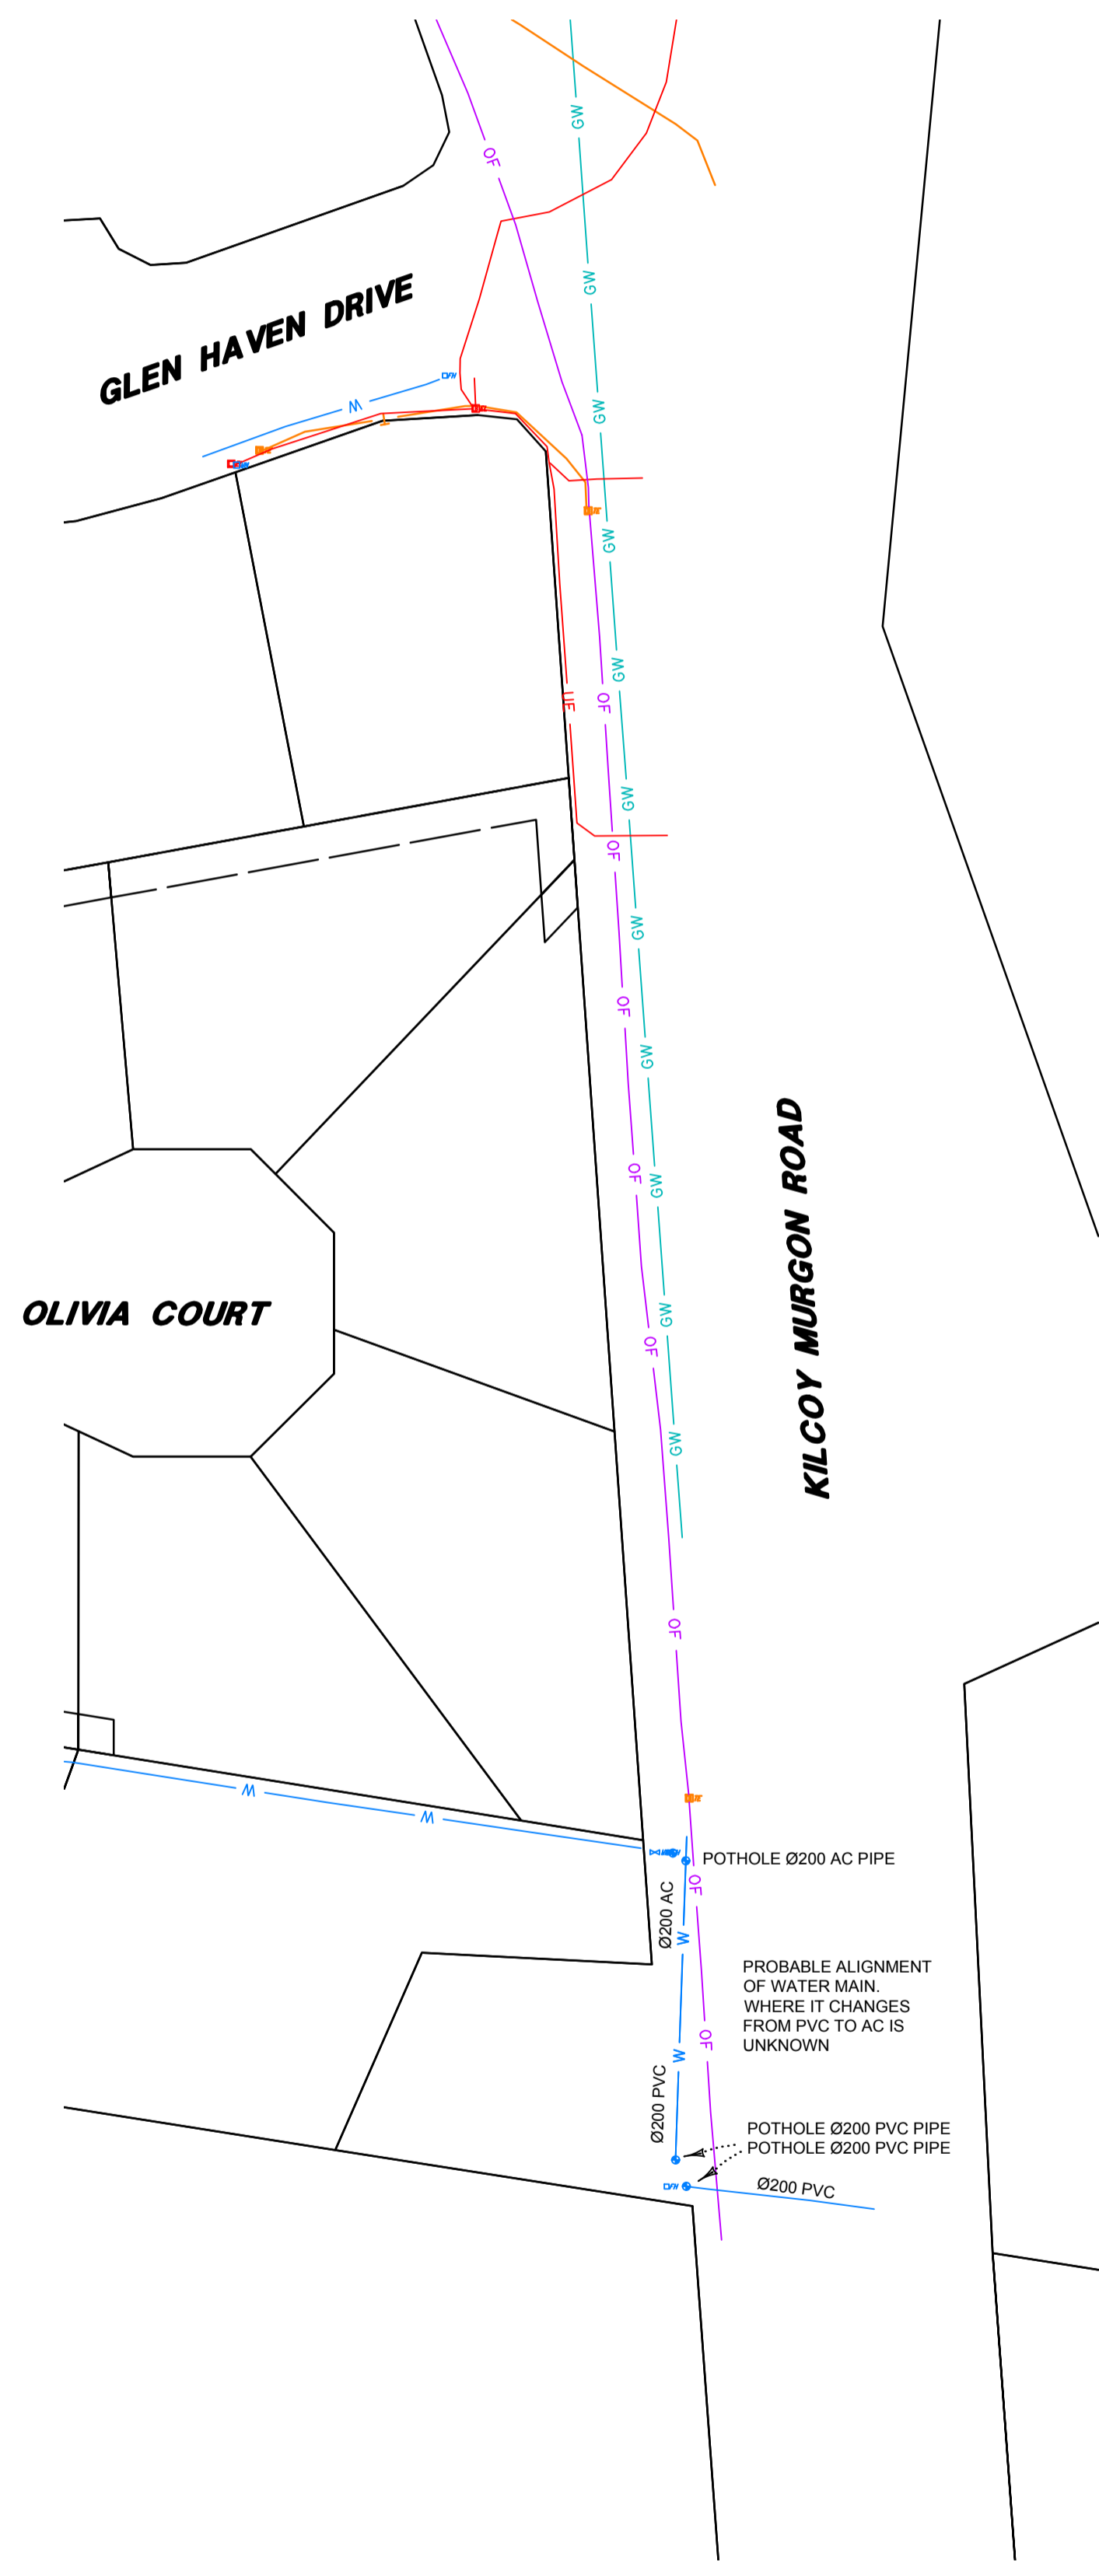 OF
GW
GW
GLEN HAVEN DRIVE
GW
W
T
GW
GW
UE
OF
GW
OF
GW
OF
GW
KILCOY MURGON ROAD
OF
GW
OLIVIA COURT
GW
OF
GW
OF
W
W
POTHOLE Ø200 AC PIPE
OF
Ø200 AC
W
PROBABLE ALIGNMENT
OF WATER MAIN.
WHERE IT CHANGES
FROM PVC TO AC IS
UNKNOWN
OF
W
Ø200 PVC
POTHOLE Ø200 PVC PIPE
POTHOLE Ø200 PVC PIPE
Ø200 PVC